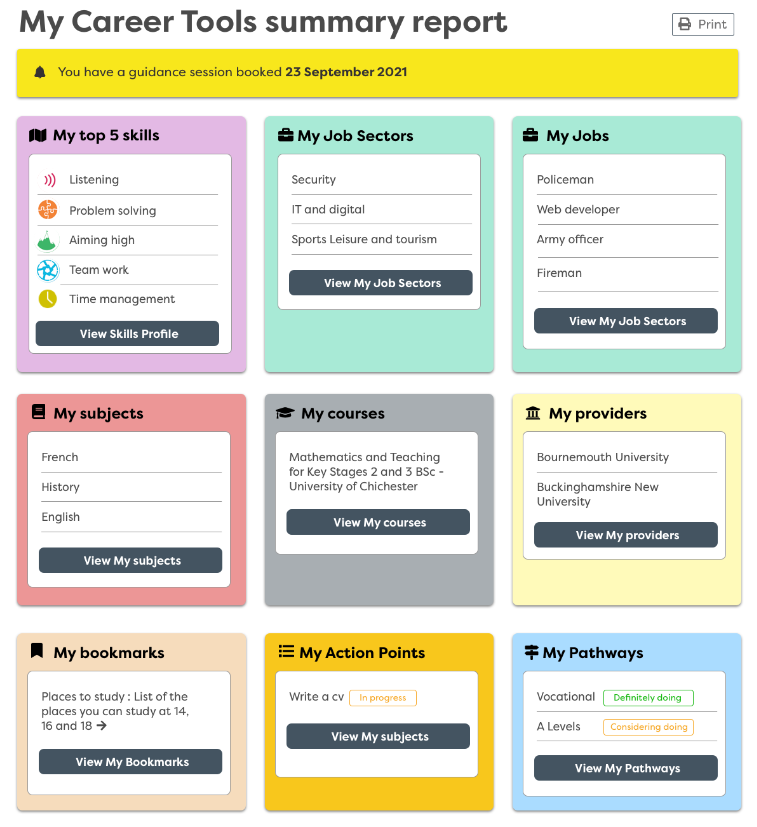 My Career Tools summary report
Print
You have a guidance session booked 23 September 2021
My top 5 skills
Listening
Problem solving
Aiming high
Team work
Time management
View Skills Profile
My Job Sectors
Security
IT and digital
Sports Leisure and tourism
View My Job Sectors
My Jobs
Policeman
Web developer
Army officer
Fireman
View My Job Sectors
My subjects
French
History
English
View My subjects
My courses
Mathematics and Teaching
for Key Stages 2 and 3 BSc -
University of Chichester
View My courses
My providers
Bournemouth University
Buckinghamshire New
University
View My providers
My bookmarks
Places to study : List of the
places you can study at 14,
16 and 18 →
View My Bookmarks
My Action Points
Write a cv In progress
View My subjects
My Pathways
Vocational Definitely doing
A Levels Considering doing
View My Pathways